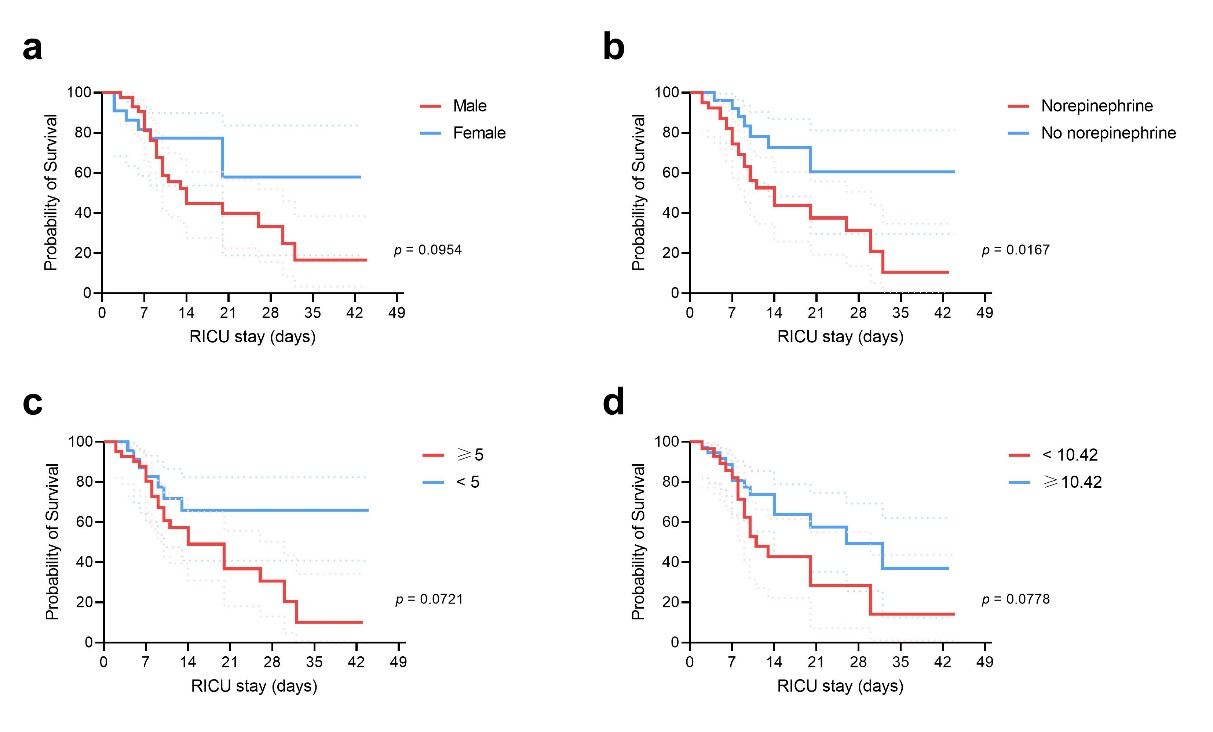 a
100
80
60
40
20
0
Probability of Survival
0 7 14 21 28 35 42 49
RICU stay (days)
Male
Female
p = 0.0954
b
100
80
60
40
20
0
Probability of Survival
0 7 14 21 28 35 42 49
RICU stay (days)
Norepinephrine
No norepinephrine
p = 0.0167
c
100
80
60
40
20
0
Probability of Survival
0 7 14 21 28 35 42 49
RICU stay (days)
⩾ 5
< 5
p = 0.0721
d
100
80
60
40
20
0
Probability of Survival
0 7 14 21 28 35 42 49
RICU stay (days)
< 10.42
⩾ 10.42
p = 0.0778